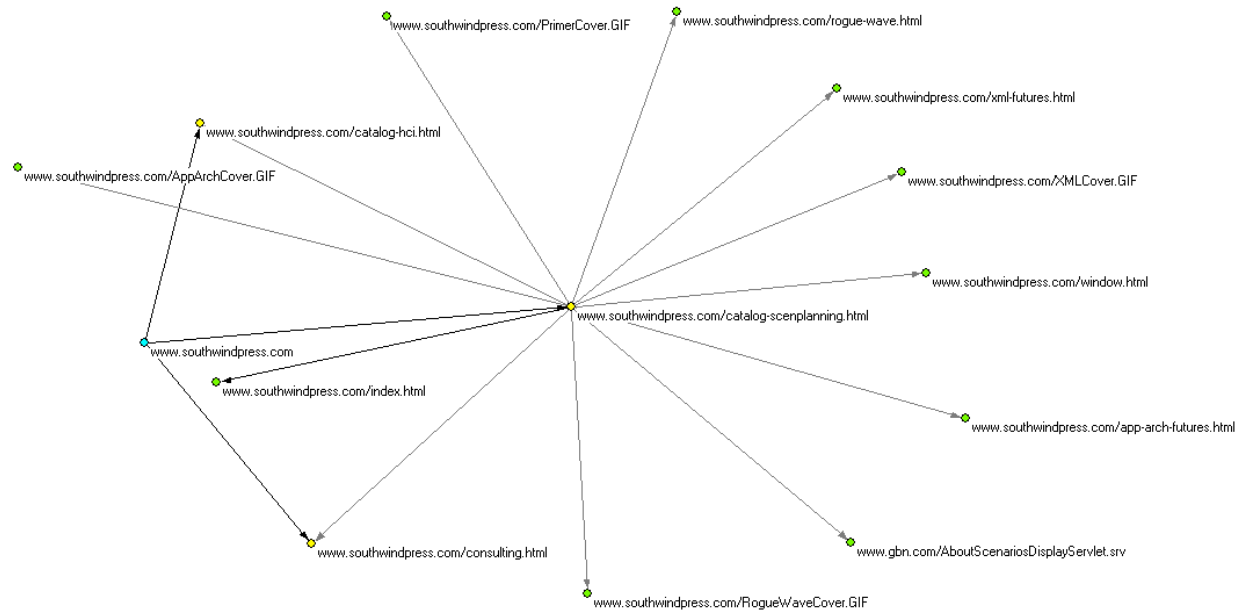 www.southwindpress.com/PrimerCover.GIF
www.southwindpress.com/rogue-wave.html
www.southwindpress.com/xml-futures.html
www.southwindpress.com/catalog-hci.html
www.southwindpress.com/AppArchCover.GIF
www.southwindpress.com/XMLCover.GIF
www.southwindpress.com/window.html
www.southwindpress.com/catalog-scenplanning.html
www.southwindpress.com
www.southwindpress.com/index.html
www.southwindpress.com/app-arch-futures.html
www.southwindpress.com/consulting.html
www.gbn.com/AboutScenariosDisplayServlet.srv
www.southwindpress.com/RogueWaveCover.GIF